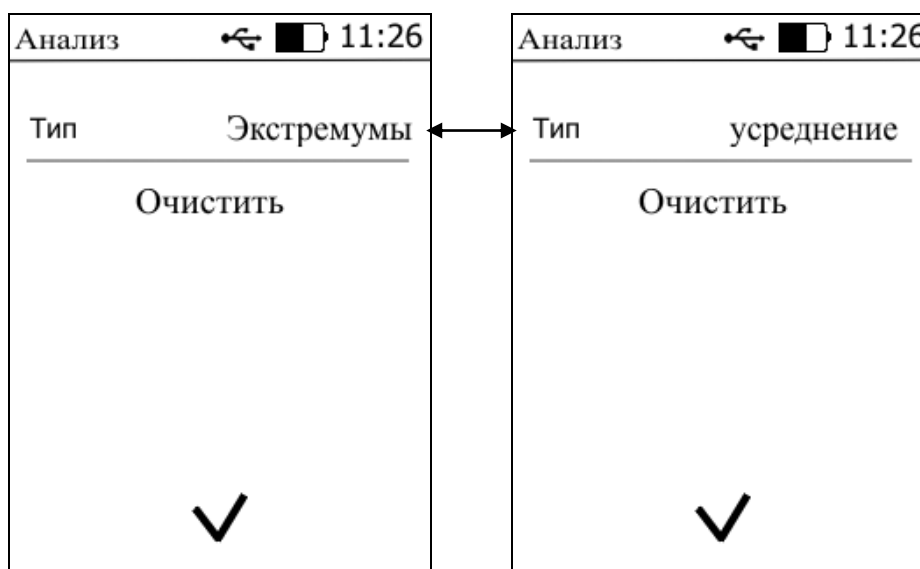 Анализ 11:26
Тип Экстремумы
Очистить
Анализ 11:26
Тип усреднение
Очистить